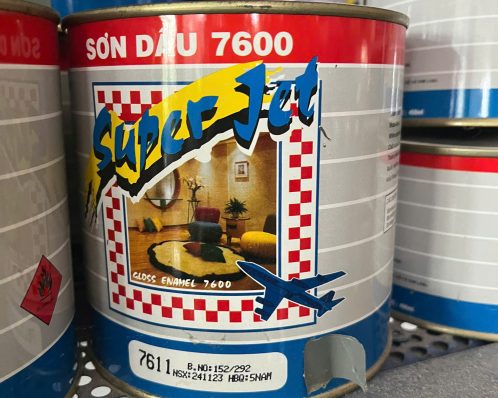 SƠN DẦU 7600
Super Jet
GLOSS ENAMEL 7600
7611
B.NO:152/292
NSX:241123 HBQ:5NAM